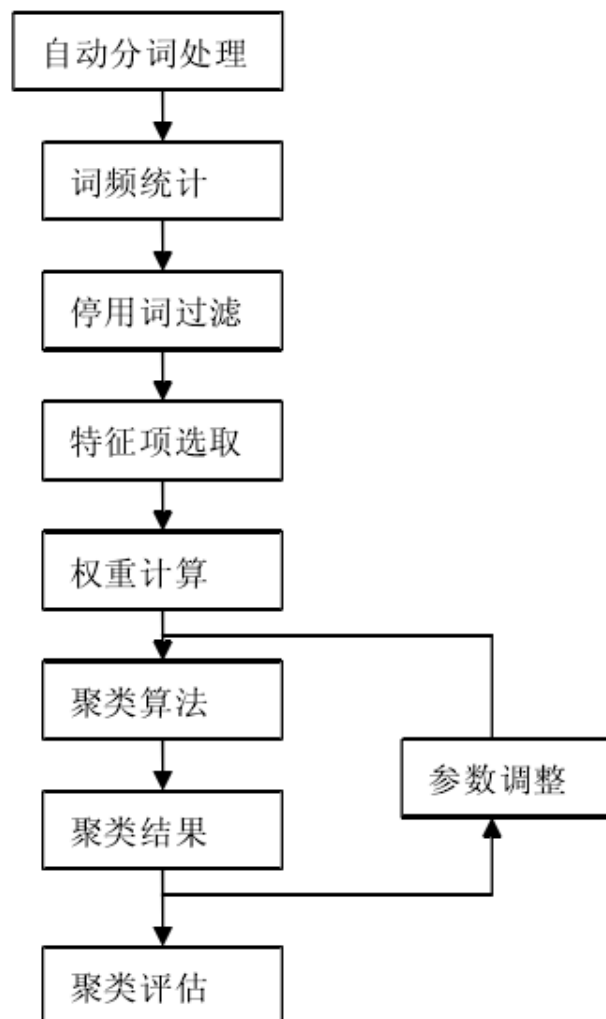 自动分词处理
词频统计
停用词过滤
特征项选取
权重计算
聚类算法
参数调整
聚类结果
聚类评估